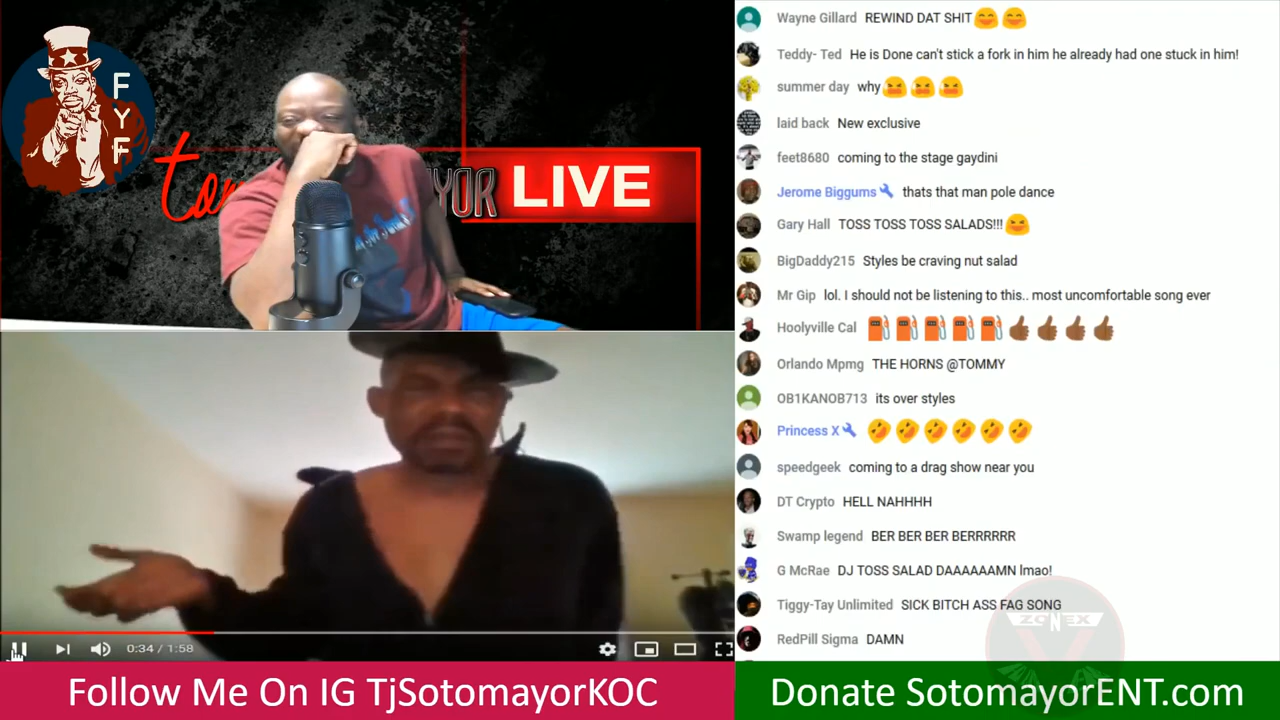 F
Y
F
tom
YOR
LIVE
0:34 / 1:58
Follow Me On IG TjSotomayorKOC
Wayne Gillard REWIND DAT SHIT
Teddy- Ted He is Done can't stick a fork in him he already had one stuck in him!
summer day why
laid back New exclusive
feet8680 coming to the stage gaydini
Jerome Biggums thats that man pole dance
Gary Hall TOSS TOSS TOSS SALADS!!!
BigDaddy215 Styles be craving nut salad
Mr Gip lol. I should not be listening to this.. most uncomfortable song ever
Hoolyville Cal
Orlando Mpmg THE HORNS @TOMMY
OB1KANOB713 its over styles
Princess X
speedgeek coming to a drag show near you
DT Crypto HELL NAHHHH
Swamp legend BER BER BER BERRRRRR
G McRae DJ TOSS SALAD DAAAAAAMN lmao!
Tiggy-Tay Unlimited SICK BITCH ASS FAG SONG
RedPill Sigma DAMN
ZONEX
Donate SotomayorENT.com